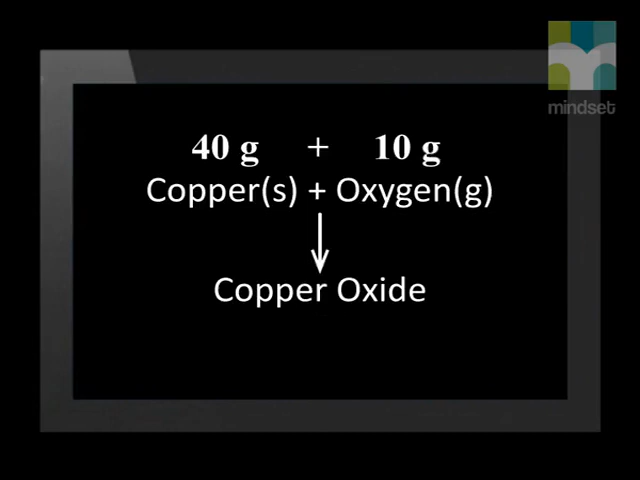 mindset
40 g + 10 g
Copper(s) + Oxygen(g)
Copper Oxide